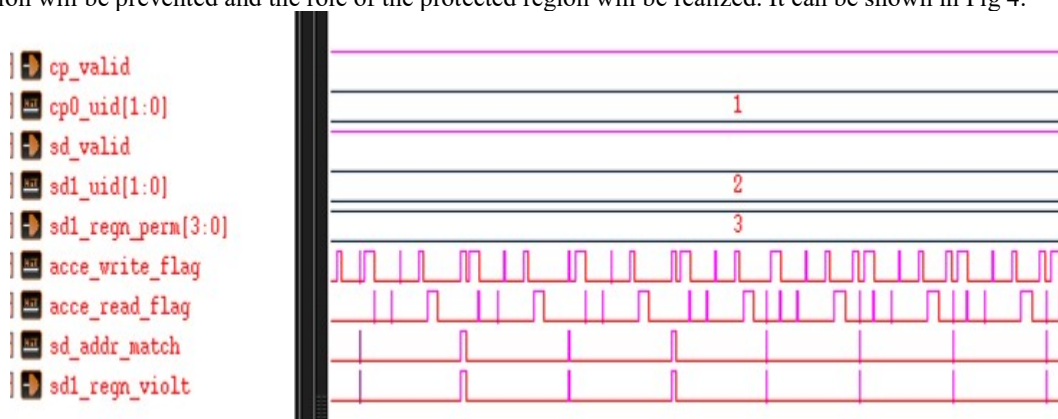 ion will be prevented and the role of the protected region will be realized. It can be shown in Fig 4.
cp_valid
cp0_uid[1:0]
1
sd_valid
sd1_uid[1:0]
2
sd1_regn_perm[3:0]
3
acce_write_flag
acce_read_flag
sd_addr_match
sd1_regn_violt